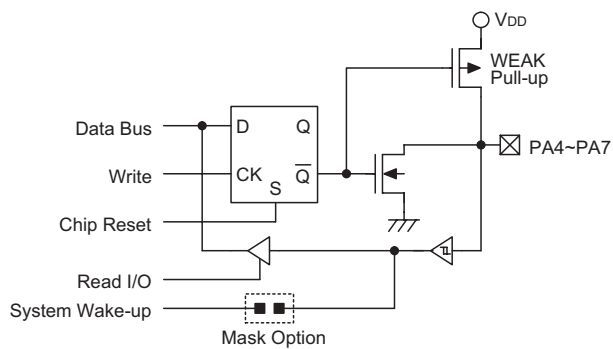 VDD
WEAK
Pull-up
Data Bus
D
Q
PA4~PA7
Write
CK
Q
S
Chip Reset
Read I/O
System Wake-up
Mask Option